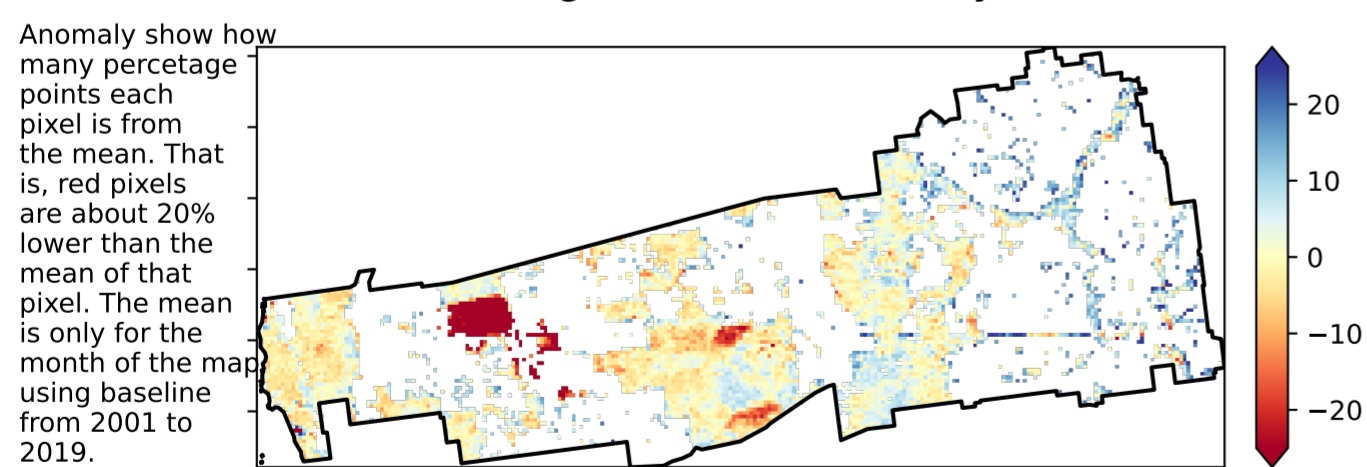 Anomaly show how
many percetage
points each
pixel is from
the mean. That
is, red pixels
are about 20%
lower than the
mean of that
pixel. The mean
is only for the
month of the map
using baseline
from 2001 to
2019.
20
10
0
−10
−20